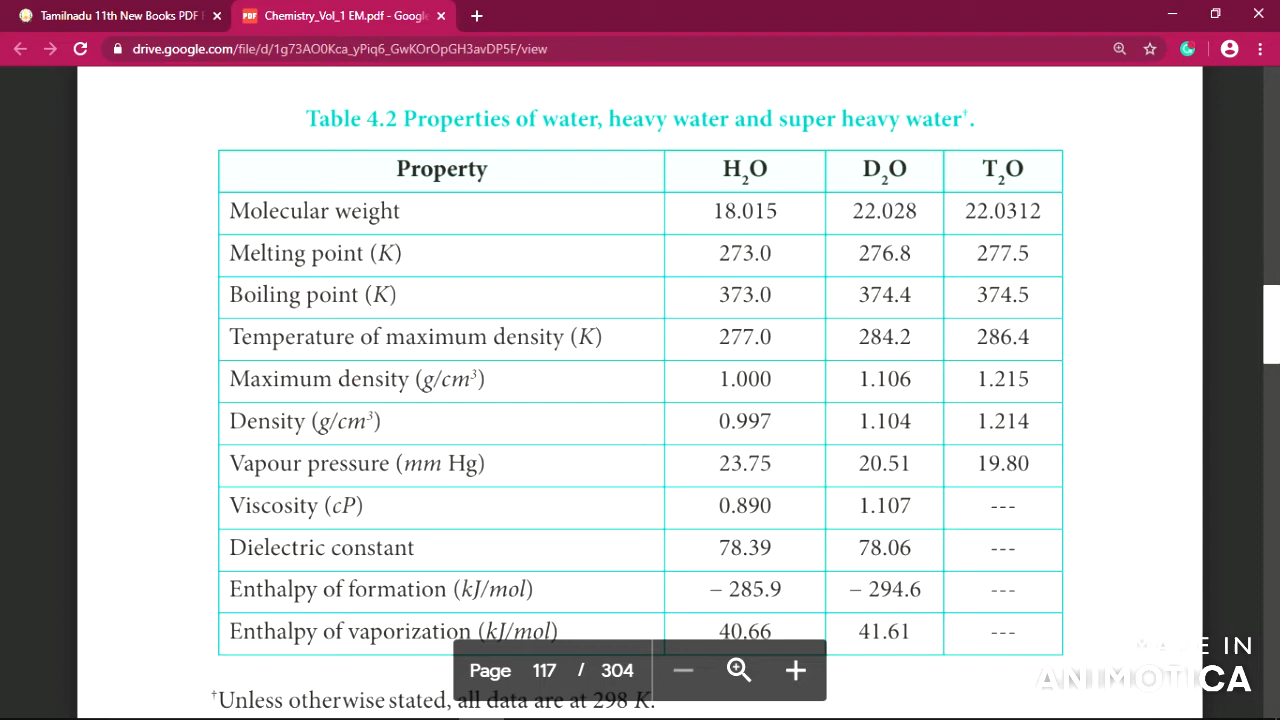 Tamilnadu 11th New Books PDF
Chemistry_Vol_1 EM.pdf - Google
drive.google.com/file/d/1g73AO0Kca_yPiq6_GwKOrOpGH3avDP5F/view
Table 4.2 Properties of water, heavy water and super heavy water†.
Property H₂O D₂O T₂O
Molecular weight 18.015 22.028 22.0312
Melting point (K) 273.0 276.8 277.5
Boiling point (K) 373.0 374.4 374.5
Temperature of maximum density (K) 277.0 284.2 286.4
Maximum density (g/cm³) 1.000 1.106 1.215
Density (g/cm³) 0.997 1.104 1.214
Vapour pressure (mm Hg) 23.75 20.51 19.80
Viscosity (cP) 0.890 1.107 ---
Dielectric constant 78.39 78.06 ---
Enthalpy of formation (kJ/mol) – 285.9 – 294.6 ---
Enthalpy of vaporization (kJ/mol) 40.66 41.61 ---
Page 117 / 304
†Unless otherwise stated, all data are at 298 K.
MADE IN
ANIMOTICA